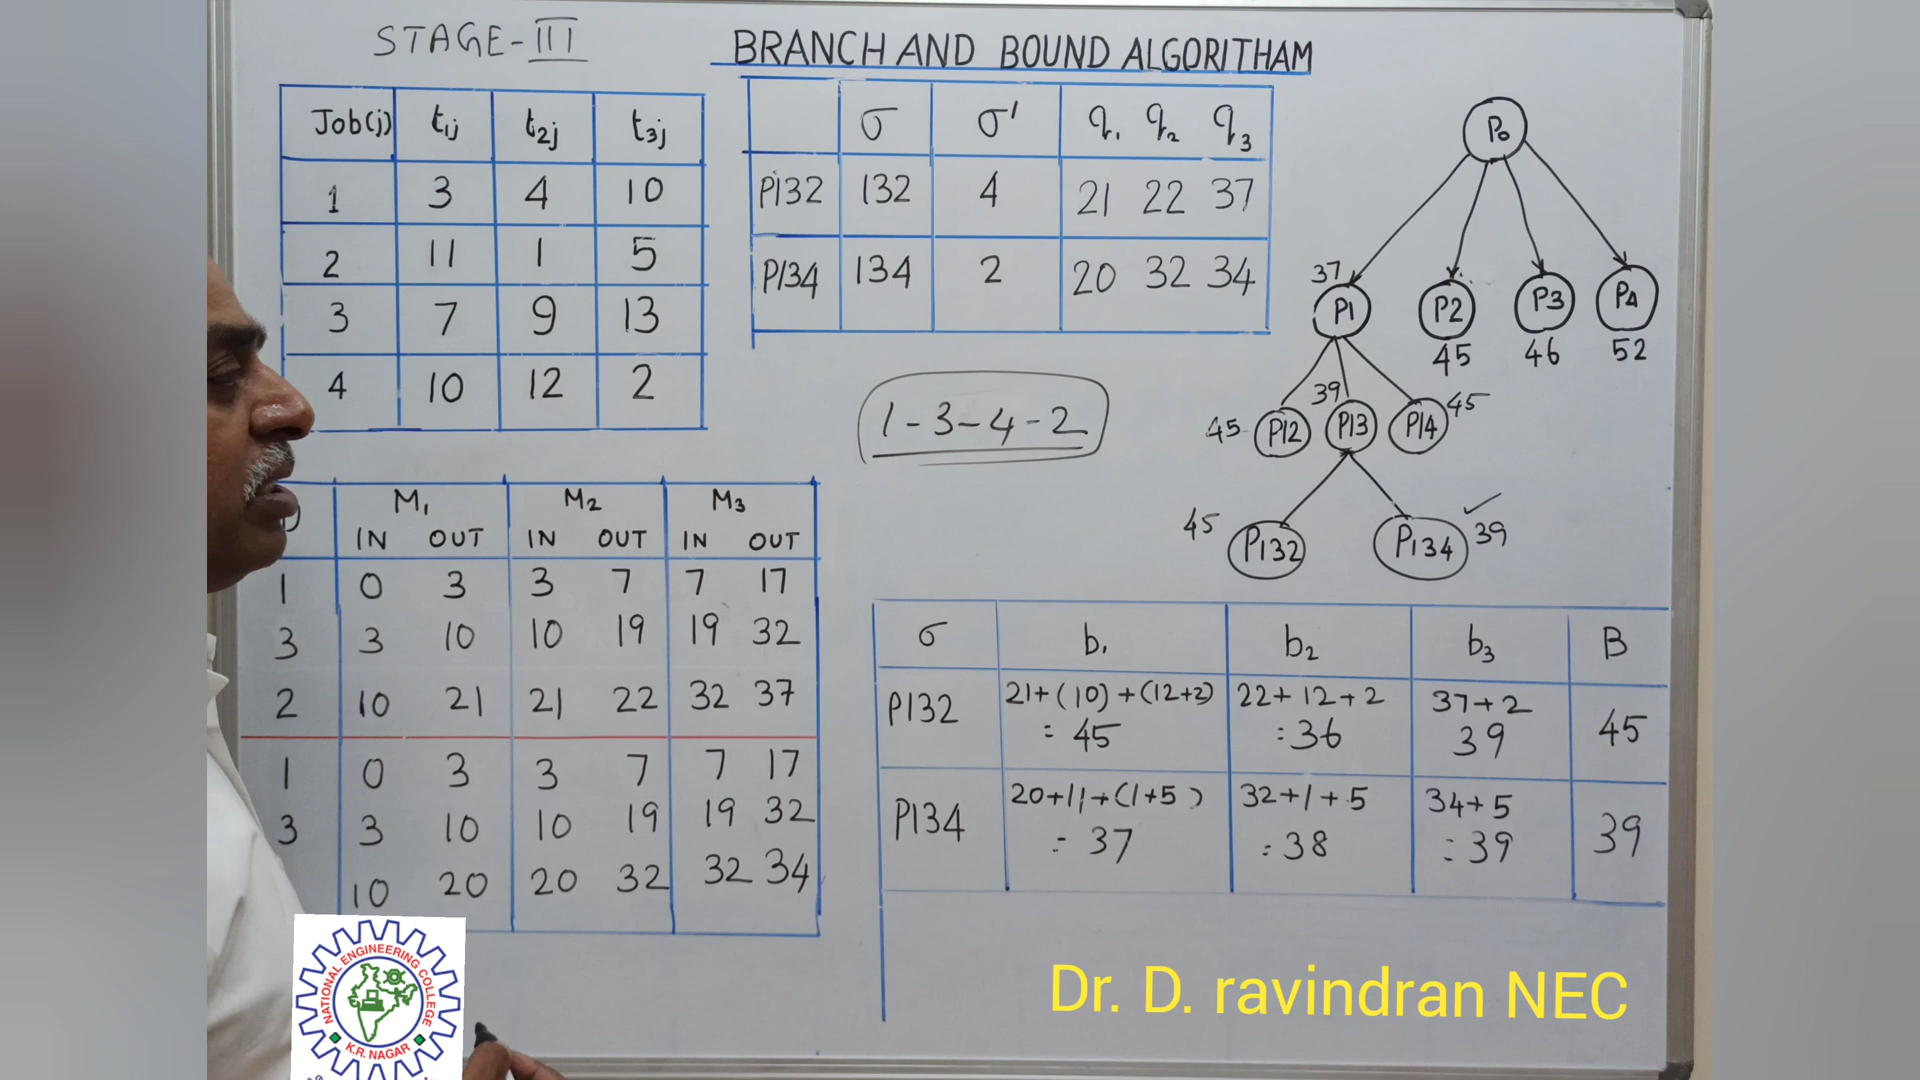 STAGE-III
BRANCH AND BOUND ALGORITHAM
Job(j) t1j t2j t3j
1 3 4 10
2 11 1 5
3 7 9 13
4 10 12 2
σ σ' q1 q2 q3
P132 132 4 21 22 37
P134 134 2 20 32 34
1-3-4-2
P0
37
P1 P2 P3 P4
45 46 52
39 45
45 P12 P13 P14
45 P132 P134 ✓ 39
M1 M2 M3
IN OUT IN OUT IN OUT
1 0 3 3 7 7 17
3 3 10 10 19 19 32
2 10 21 21 22 32 37
1 0 3 3 7 7 17
3 3 10 10 19 19 32
10 20 20 32 32 34
σ b1 b2 b3 B
P132 21+(10)+(12+2) 22+12+2 37+2 45
= 45 :36 39
P134 20+11+(1+5) 32+1+5 34+5 39
= 37 :38 :39
NATIONAL ENGINEERING COLLEGE
K.R. NAGAR
Dr. D. ravindran NEC